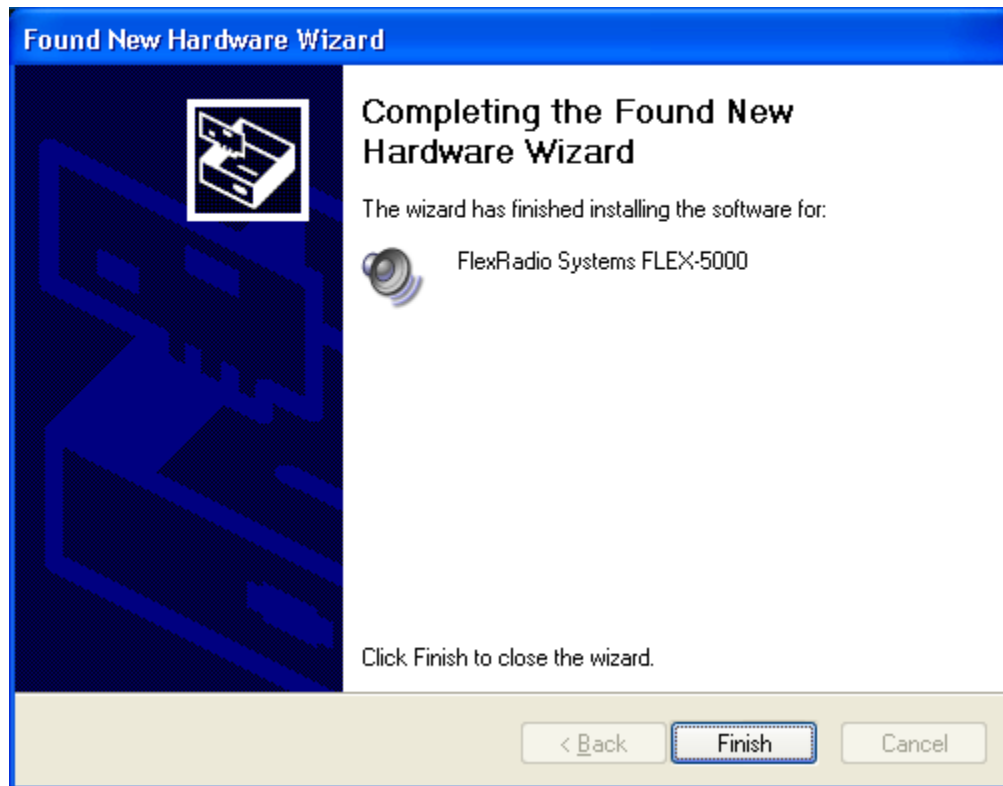 Found New Hardware Wizard
Completing the Found New
Hardware Wizard
The wizard has finished installing the software for:
FlexRadio Systems FLEX-5000
Click Finish to close the wizard.
< Back
Finish
Cancel